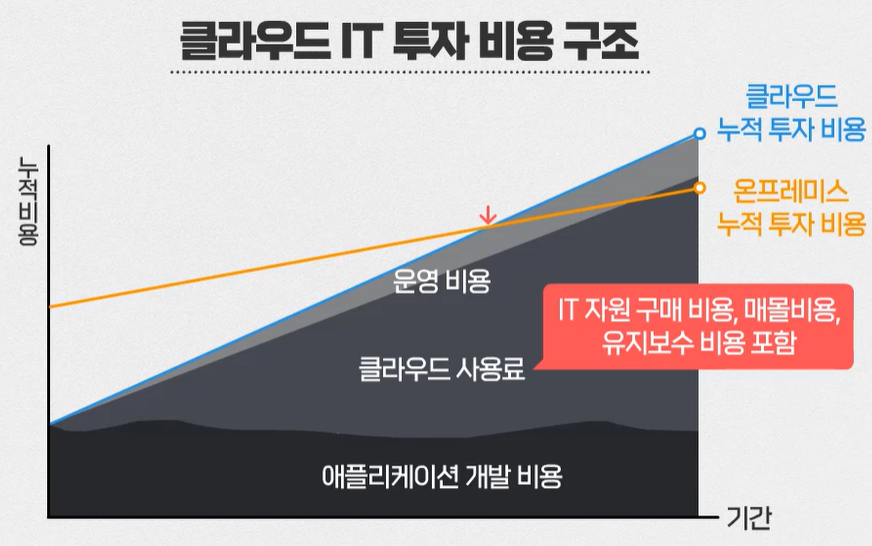 클라우드 IT 투자 비용 구조
클라우드
누적 투자 비용
누적비용
온프레미스
누적 투자 비용
운영 비용
IT 자원 구매 비용, 매몰비용,
유지보수 비용 포함
클라우드 사용료
애플리케이션 개발 비용
기간